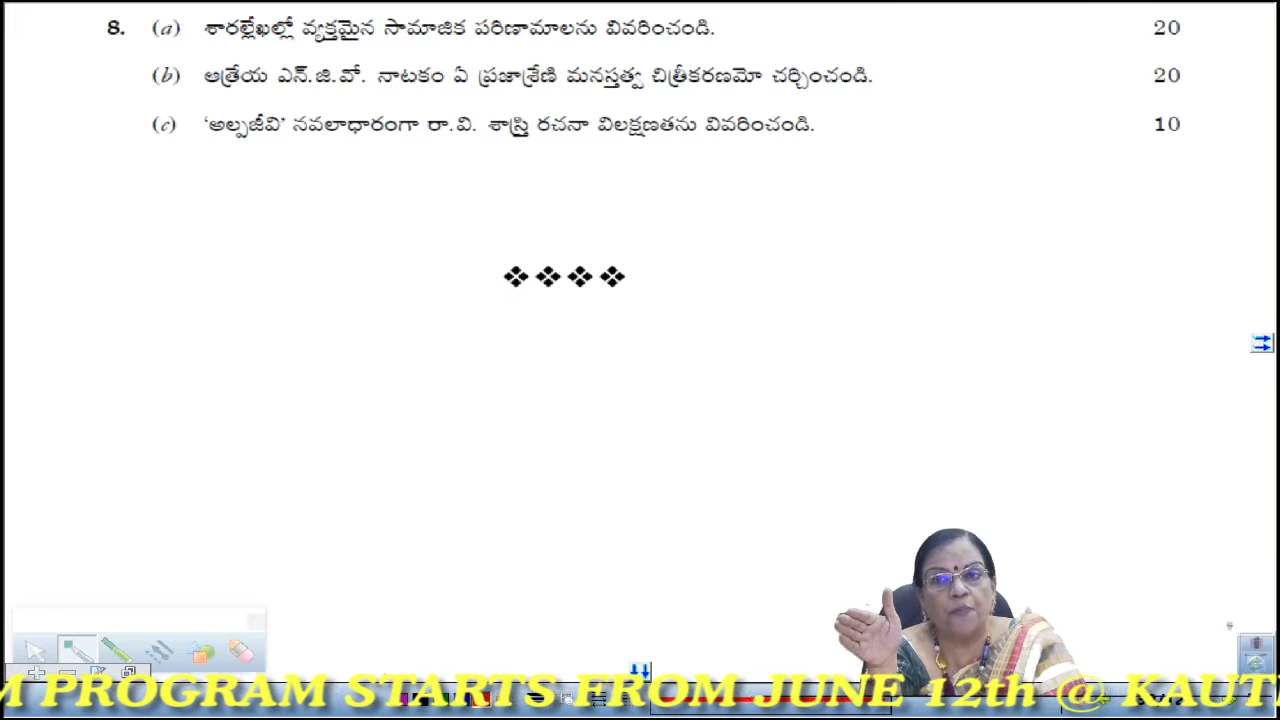 8. (a) శారల్లేఖల్లో వ్యక్తమైన సామాజిక పరిణామాలను వివరించండి. 20
(b) ఆత్రేయ ఎన్.జి.వో. నాటకం ఏ ప్రజాశ్రేణి మనస్తత్వ చిత్రీకరణమో చర్చించండి. 20
(c) 'అల్పజీవి' నవలాధారంగా రా.వి. శాస్త్రి రచనా విలక్షణతను వివరించండి. 10
M PROGRAM STARTS FROM JUNE 12th @ KAUT